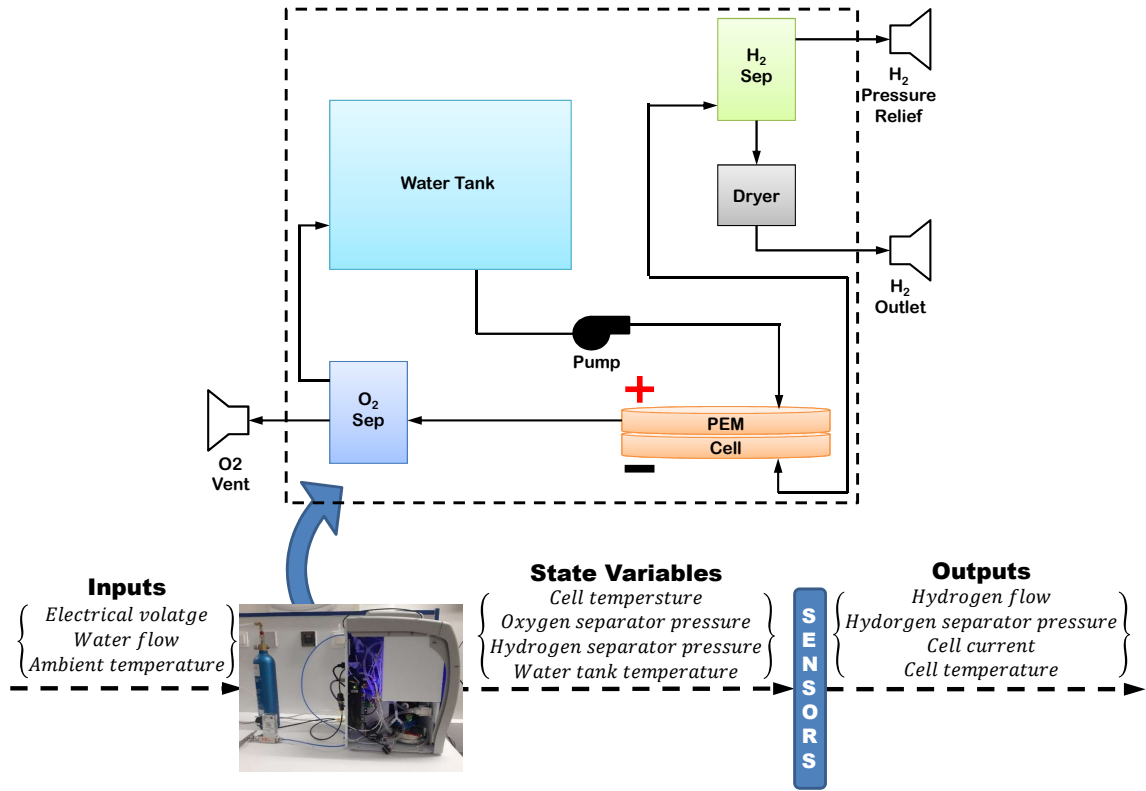 H₂
Sep
H₂
Pressure
Relief
Water Tank
Dryer
H₂
Outlet
Pump
O₂
Sep
+
PEM
Cell
−
O2
Vent
Inputs
Electrical volatge
Water flow
Ambient temperature
State Variables
Cell tempersture
Oxygen separator pressure
Hydrogen separator pressure
Water tank temperature
SENSORS
Outputs
Hydrogen flow
Hydorgen separator pressure
Cell current
Cell temperature